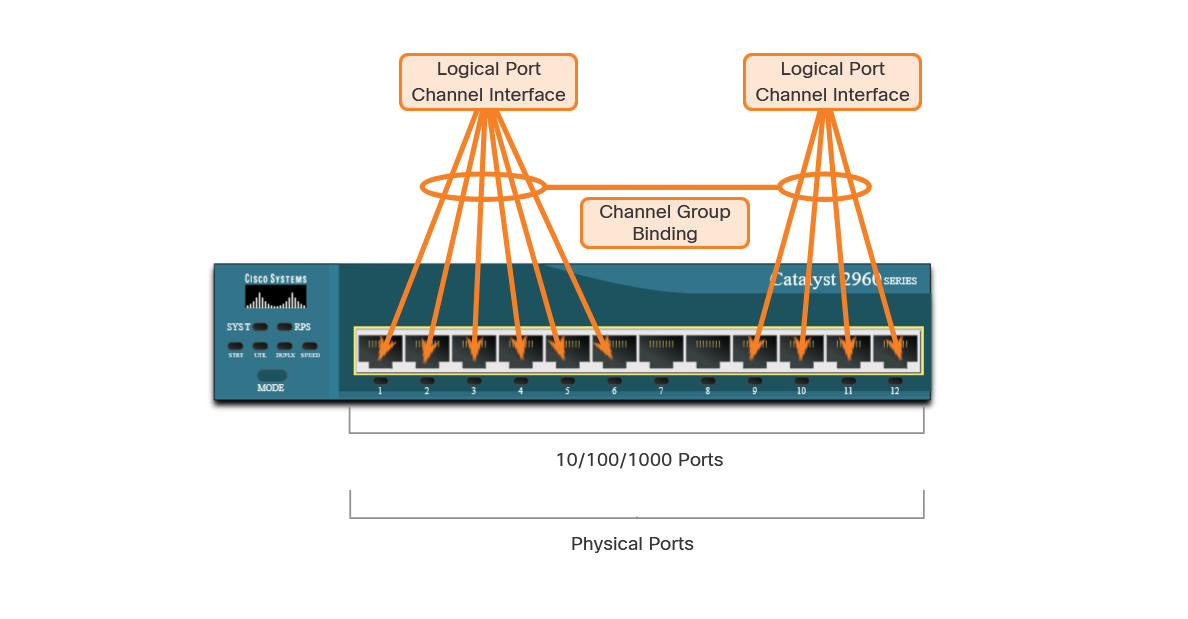 Logical Port
Channel Interface
Logical Port
Channel Interface
Channel Group
Binding
CISCO SYSTEMS
Catalyst 2960 SERIES
SYST RPS
STRT UTIL DUPLX SPEED
MODE
1 2 3 4 5 6 7 8 9 10 11 12
10/100/1000 Ports
Physical Ports